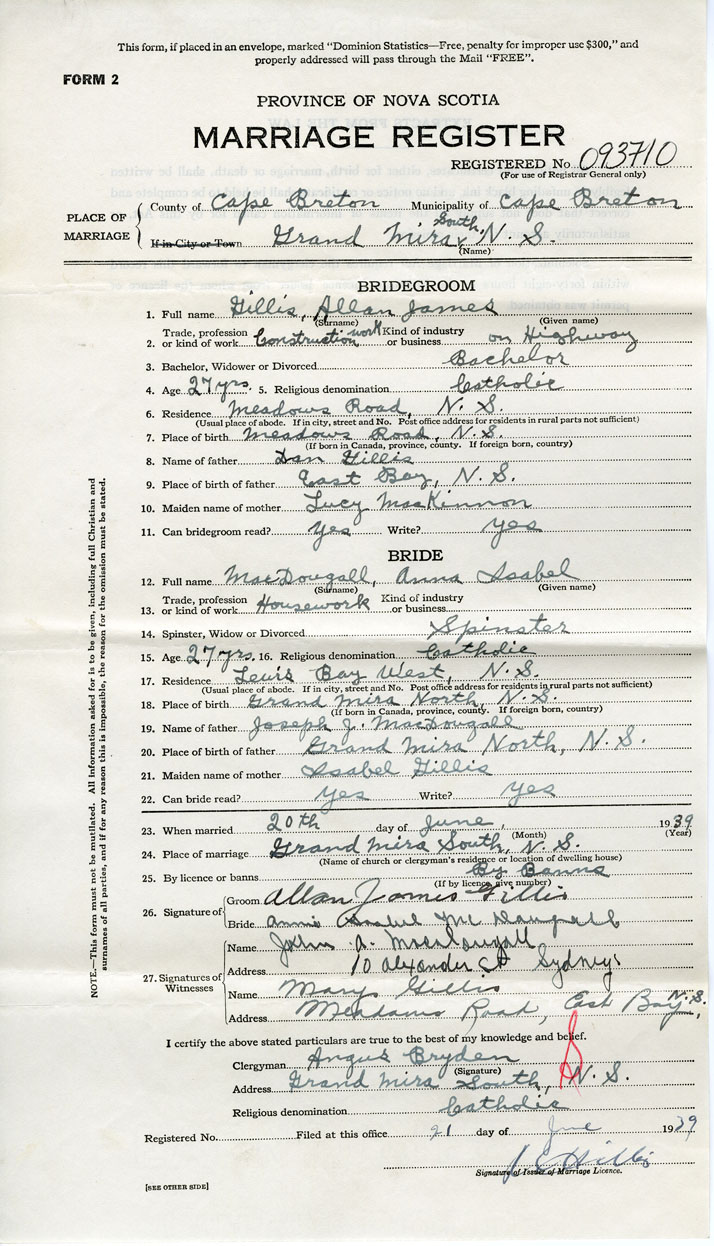 This form, if placed in an envelope, marked "Dominion Statistics—Free, penalty for improper use $300," and
properly addressed will pass through the Mail "FREE".
FORM 2
PROVINCE OF NOVA SCOTIA
MARRIAGE REGISTER
REGISTERED No. 093710
(For use of Registrar General only)
PLACE OF MARRIAGE
County of Cape Breton Municipality of Cape Breton
If in City or Town Grand Mira South, N. S.
(Name)
BRIDEGROOM
1. Full name Gillis, Allan James
(Surname) (Given name)
2. Trade, profession or kind of work Construction work Kind of industry or business on Highway
3. Bachelor, Widower or Divorced Bachelor
4. Age 27 yrs. 5. Religious denomination Catholic
6. Residence Meadows Road, N. S.
(Usual place of abode. If in city, street and No. Post office address for residents in rural parts not sufficient)
7. Place of birth Meadows Road, N. S.
(If born in Canada, province, county. If foreign born, country)
8. Name of father Dan Gillis
9. Place of birth of father East Bay, N. S.
10. Maiden name of mother Lucy MacKinnon
11. Can bridegroom read? Yes Write? Yes
BRIDE
12. Full name MacDougall, Anna Isabel
(Surname) (Given name)
13. Trade, profession or kind of work Housework Kind of industry or business
14. Spinster, Widow or Divorced Spinster
15. Age 27 yrs. 16. Religious denomination Catholic
17. Residence Lewis Bay West, N. S.
(Usual place of abode. If in city, street and No. Post office address for residents in rural parts not sufficient)
18. Place of birth Grand Mira North, N. S.
(If born in Canada, province, county. If foreign born, country)
19. Name of father Joseph J. MacDougall
20. Place of birth of father Grand Mira North, N. S.
21. Maiden name of mother Isabel Gillis
22. Can bride read? Yes Write? Yes
23. When married 20th day of June, 1939
(Month) (Year)
24. Place of marriage Grand Mira South, N. S.
(Name of church or clergyman's residence or location of dwelling house)
25. By licence or banns By Banns
(If by licence, give number)
26. Signature of
Groom Allan James Gillis
Bride Annie Isabel McDougall
27. Signatures of Witnesses
Name John A. MacDougall
Address 10 Alexander St Sydney
Name Mary Gillis
Address Meadows Road, East Bay, N. S.
I certify the above stated particulars are true to the best of my knowledge and belief.
Clergyman Angus Bryden
(Signature)
Address Grand Mira South, N. S.
Religious denomination Catholic
Registered No. Filed at this office 21 day of June 1939
Signature of Issuer of Marriage Licence.
[SEE OTHER SIDE]
NOTE.—This form must not be mutilated. All information asked for is to be given, including full Christian and
surnames of all parties, and if for any reason this is impossible, the reason for the omission must be stated.